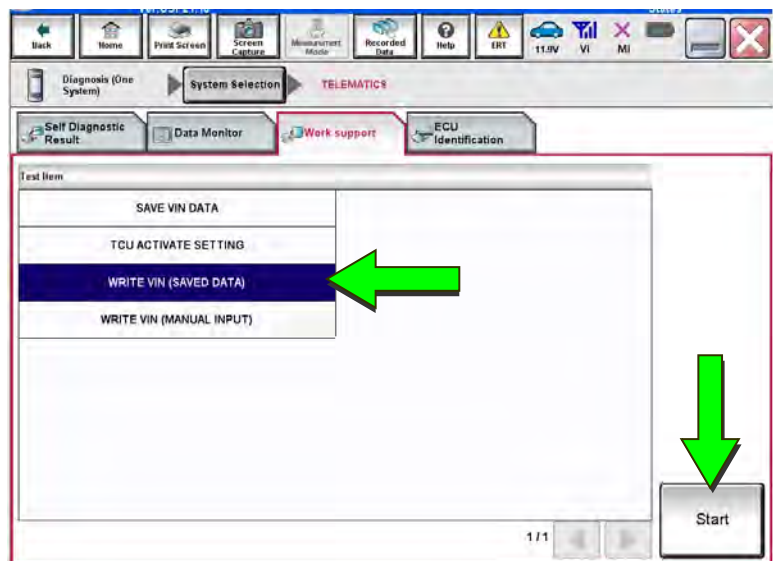 Back Home Print Screen Screen Capture Measurement Mode Recorded Data Help ERT 11.9V VI MI
Diagnosis (One System) System Selection TELEMATICS
Self Diagnostic Result Data Monitor Work support ECU Identification
Test Item
SAVE VIN DATA
TCU ACTIVATE SETTING
WRITE VIN (SAVED DATA)
WRITE VIN (MANUAL INPUT)
Start
1/1